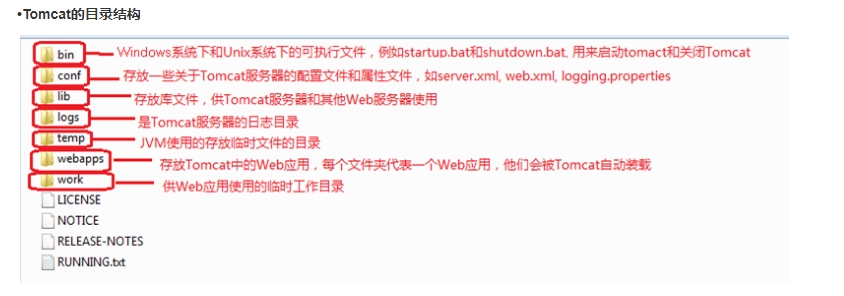 •Tomcat的目录结构
bin Windows系统下和Unix系统下的可执行文件，例如startup.bat和shutdown.bat, 用来启动tomact和关闭Tomcat
conf 存放一些关于Tomcat服务器的配置文件和属性文件，如server.xml, web.xml, logging.properties
lib 存放库文件，供Tomcat服务器和其他Web服务器使用
logs 是Tomcat服务器的日志目录
temp JVM使用的存放临时文件的目录
webapps 存放Tomcat中的Web应用，每个文件夹代表一个Web应用，他们会被Tomcat自动装载
work 供Web应用使用的临时工作目录
LICENSE
NOTICE
RELEASE-NOTES
RUNNING.txt